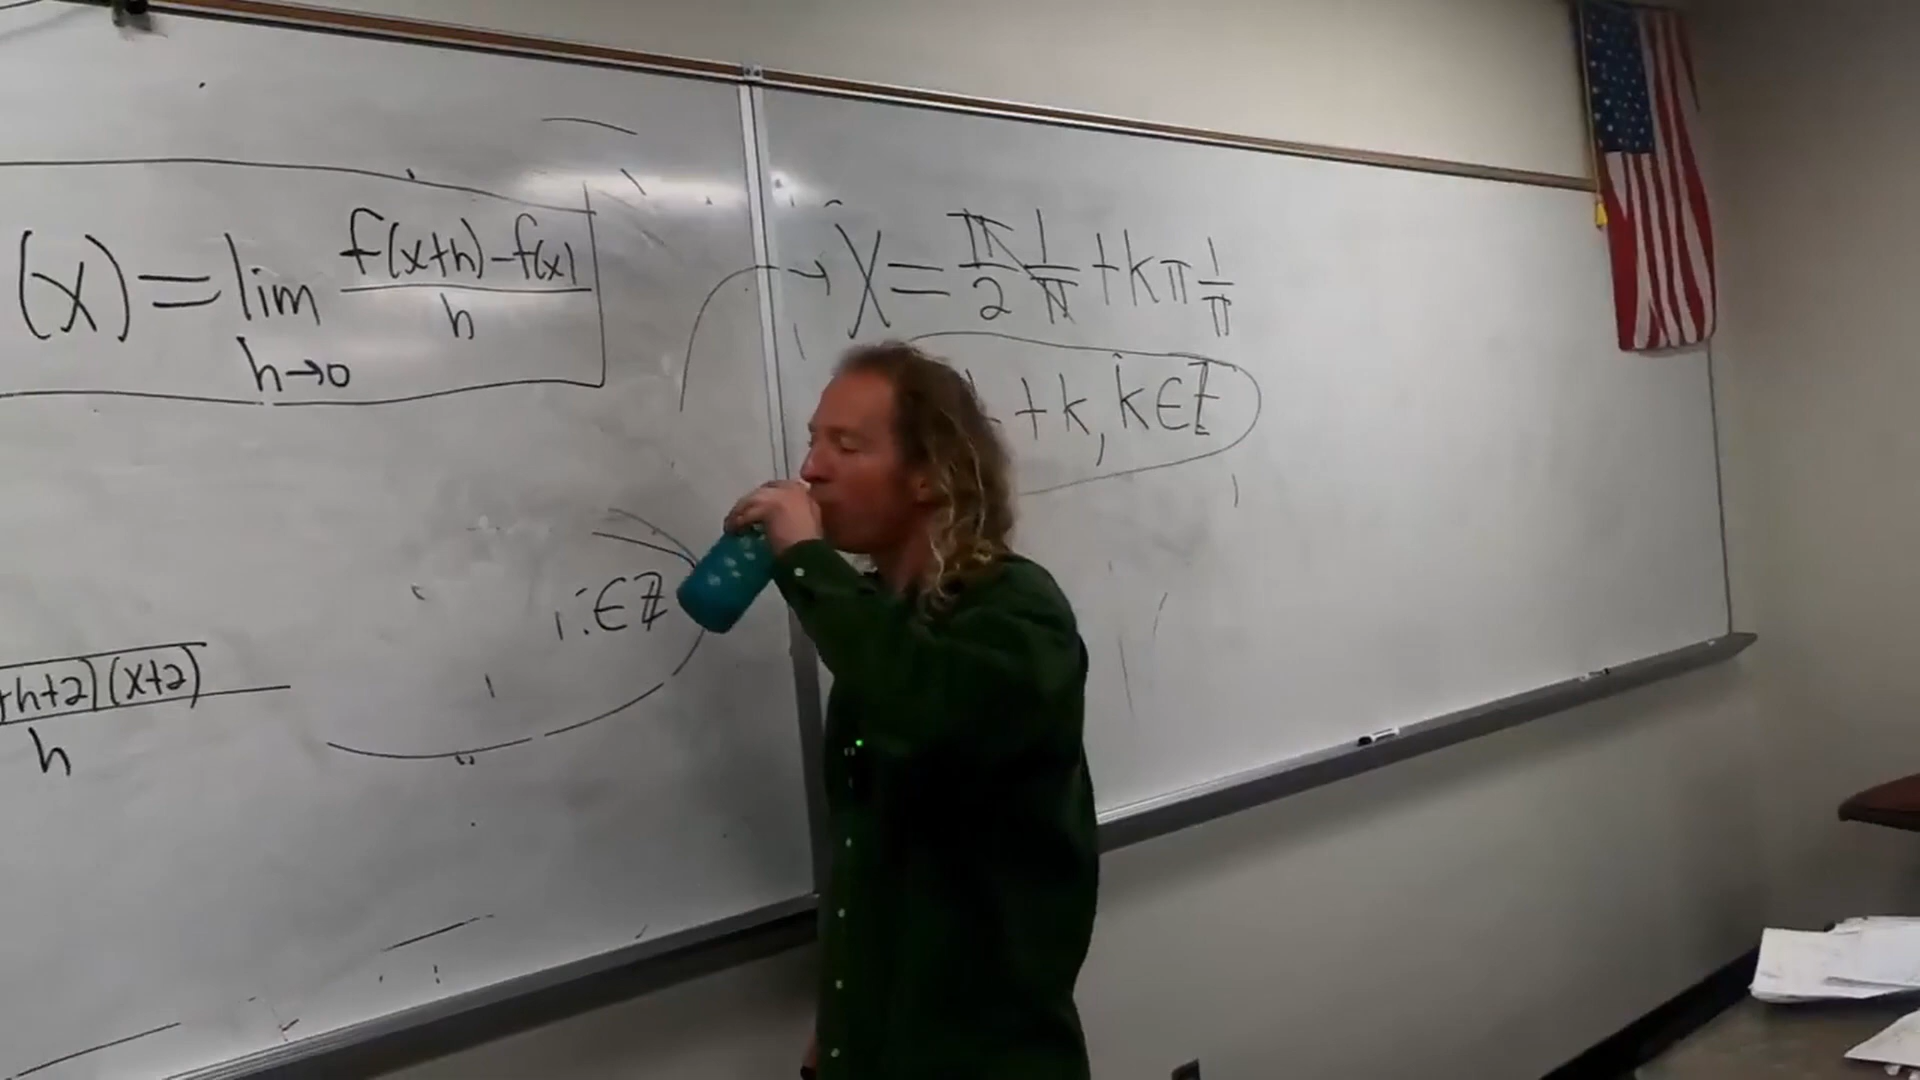 (x) = lim h→0 f(x+h)-f(x) / h
x = π/2 1/π + kπ 1/π
+ k, k ∈ ℤ
∈ ℤ
+h+2)(x+2)
h